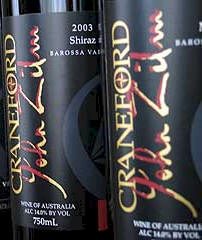 2003
Shiraz
BAROSSA VA
CRANEFORD
John Zilm
WINE OF AUSTRALIA
ALC 14.0% BY VOL
750mL
BAROSSA
CRANEFORD
John Zilm
WINE OF AUSTRALIA
ALC 14.0% BY VOL